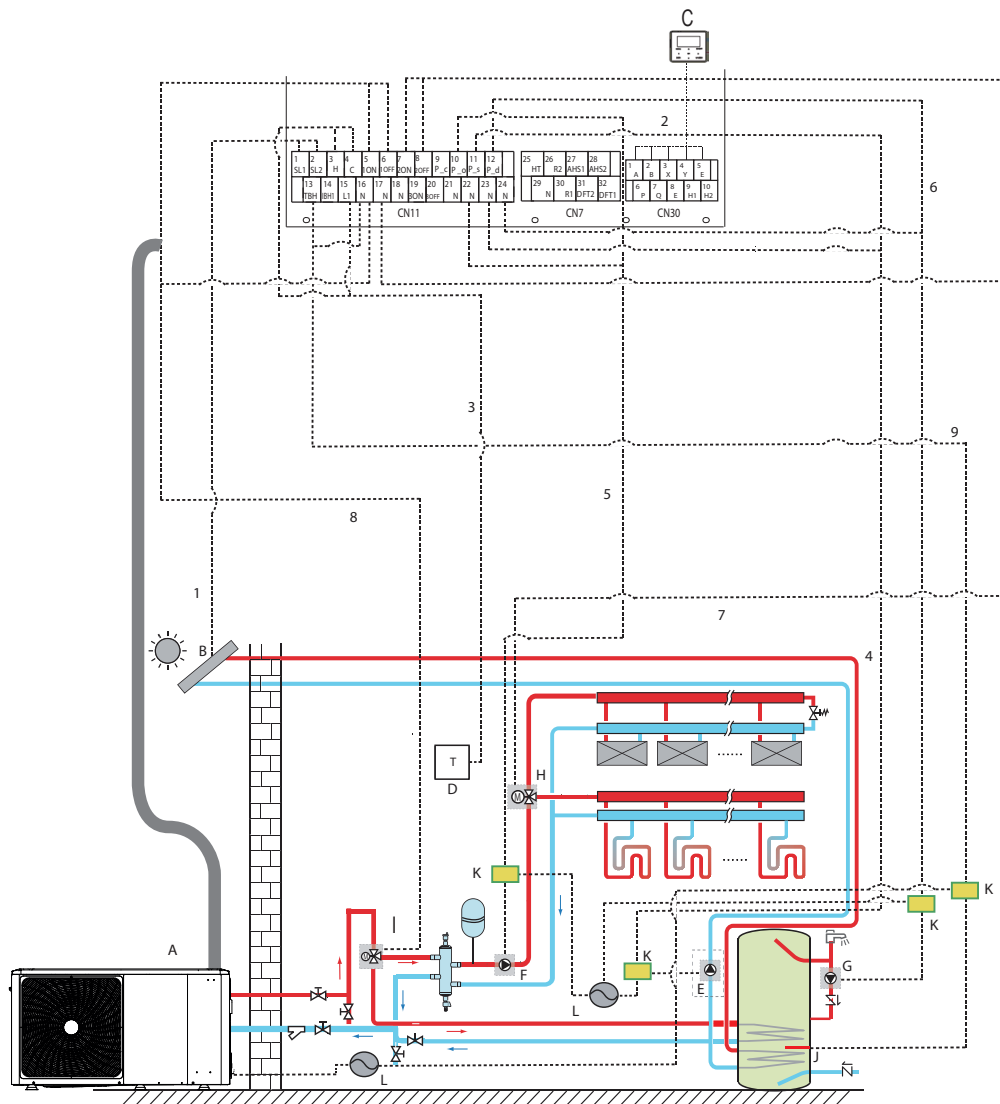 C
2
1 2 3 4 5 6 7 8 9 10 11 12
SL1 SL2 H C 1ON 1OFF 2ON 2OFF P_c P_o P_s P_d
13 14 15 16 17 18 19 20 21 22 23 24
TBH IBH1 L1 N N N 3ON 3OFF N N N N
CN11
25 26 27 28
HT R2 AHS1 AHS2
29 30 31 32
N R1 DFT2 DFT1
CN7
1 2 3 4 5
A B X Y E
6 7 8 9 10
P Q E H1 H2
CN30
6
3
9
5
8
1
7
B
4
T
D
M
H
......
K
......
K
K
I
A
M
K
G
F
E
L
J
L